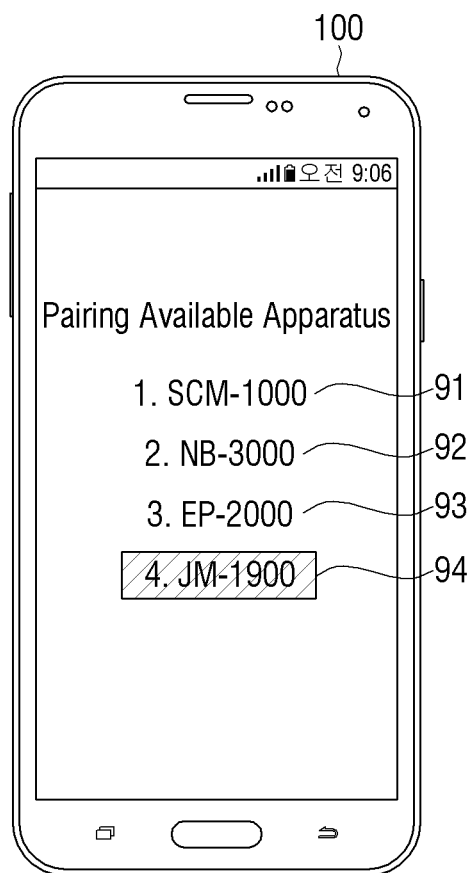 100
오전 9:06
Pairing Available Apparatus
1. SCM-1000 91
2. NB-3000 92
3. EP-2000 93
4. JM-1900 94